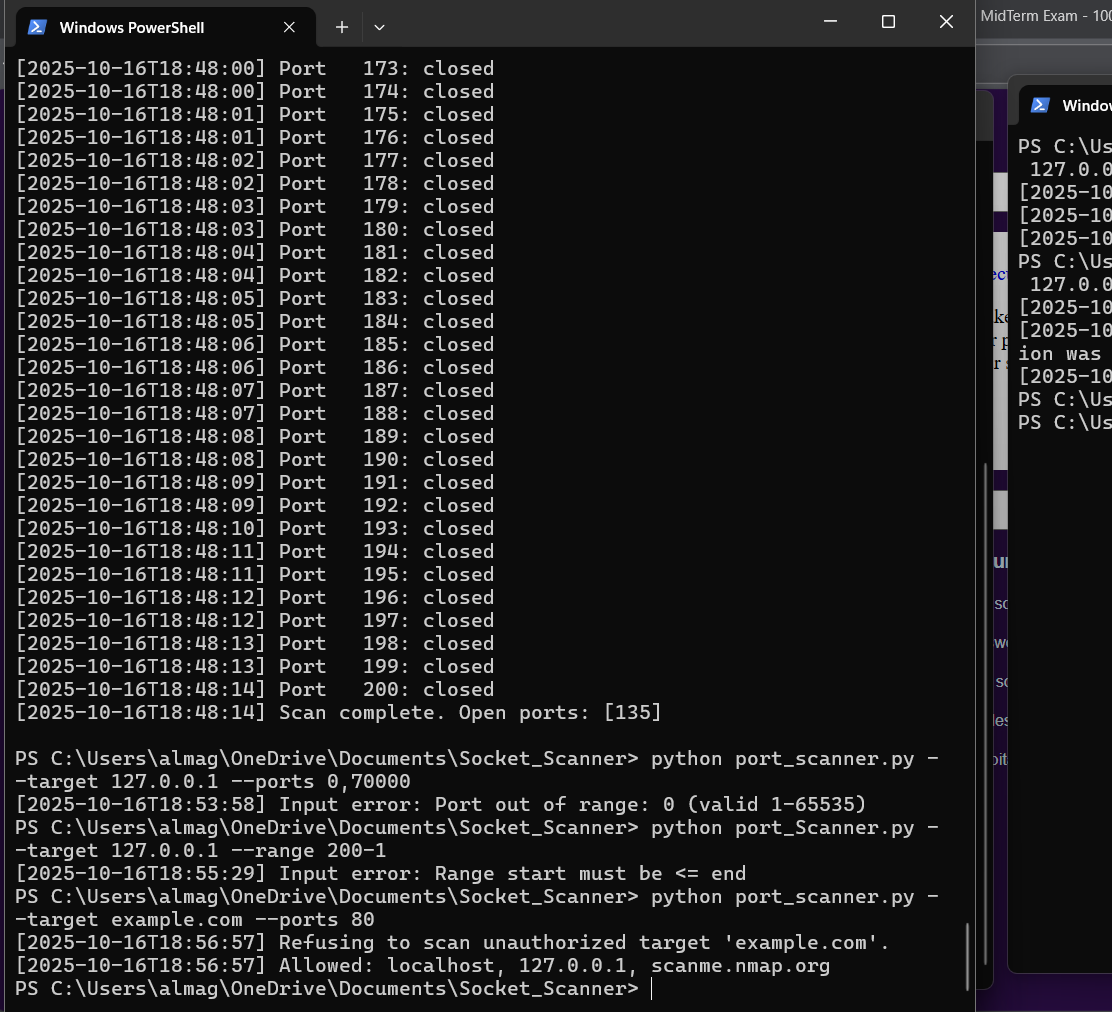 Windows PowerShell
[2025-10-16T18:48:00] Port   173: closed
[2025-10-16T18:48:00] Port   174: closed
[2025-10-16T18:48:01] Port   175: closed
[2025-10-16T18:48:01] Port   176: closed
[2025-10-16T18:48:02] Port   177: closed
[2025-10-16T18:48:02] Port   178: closed
[2025-10-16T18:48:03] Port   179: closed
[2025-10-16T18:48:03] Port   180: closed
[2025-10-16T18:48:04] Port   181: closed
[2025-10-16T18:48:04] Port   182: closed
[2025-10-16T18:48:05] Port   183: closed
[2025-10-16T18:48:05] Port   184: closed
[2025-10-16T18:48:06] Port   185: closed
[2025-10-16T18:48:06] Port   186: closed
[2025-10-16T18:48:07] Port   187: closed
[2025-10-16T18:48:07] Port   188: closed
[2025-10-16T18:48:08] Port   189: closed
[2025-10-16T18:48:08] Port   190: closed
[2025-10-16T18:48:09] Port   191: closed
[2025-10-16T18:48:09] Port   192: closed
[2025-10-16T18:48:10] Port   193: closed
[2025-10-16T18:48:11] Port   194: closed
[2025-10-16T18:48:11] Port   195: closed
[2025-10-16T18:48:12] Port   196: closed
[2025-10-16T18:48:12] Port   197: closed
[2025-10-16T18:48:13] Port   198: closed
[2025-10-16T18:48:13] Port   199: closed
[2025-10-16T18:48:14] Port   200: closed
[2025-10-16T18:48:14] Scan complete. Open ports: [135]
PS C:\Users\almag\OneDrive\Documents\Socket_Scanner> python port_scanner.py -
-target 127.0.0.1 --ports 0,70000
[2025-10-16T18:53:58] Input error: Port out of range: 0 (valid 1-65535)
PS C:\Users\almag\OneDrive\Documents\Socket_Scanner> python port_Scanner.py -
-target 127.0.0.1 --range 200-1
[2025-10-16T18:55:29] Input error: Range start must be <= end
PS C:\Users\almag\OneDrive\Documents\Socket_Scanner> python port_scanner.py -
-target example.com --ports 80
[2025-10-16T18:56:57] Refusing to scan unauthorized target 'example.com'.
[2025-10-16T18:56:57] Allowed: localhost, 127.0.0.1, scanme.nmap.org
PS C:\Users\almag\OneDrive\Documents\Socket_Scanner>
MidTerm Exam - 100
Windo
PS C:\Us
127.0.0
[2025-10
[2025-10
[2025-10
PS C:\Us
127.0.0
[2025-10
[2025-10
ion was
[2025-10
PS C:\Us
PS C:\Us